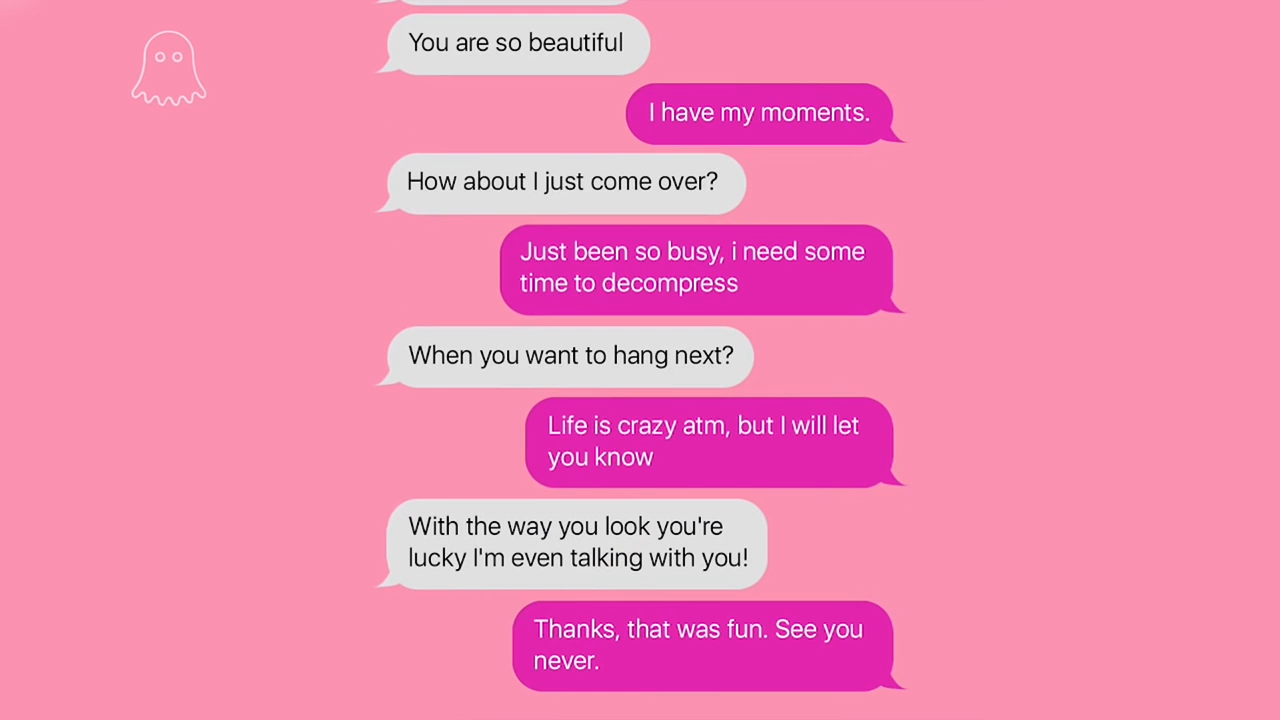 You are so beautiful
I have my moments.
How about I just come over?
Just been so busy, i need some
time to decompress
When you want to hang next?
Life is crazy atm, but I will let
you know
With the way you look you're
lucky I'm even talking with you!
Thanks, that was fun. See you
never.